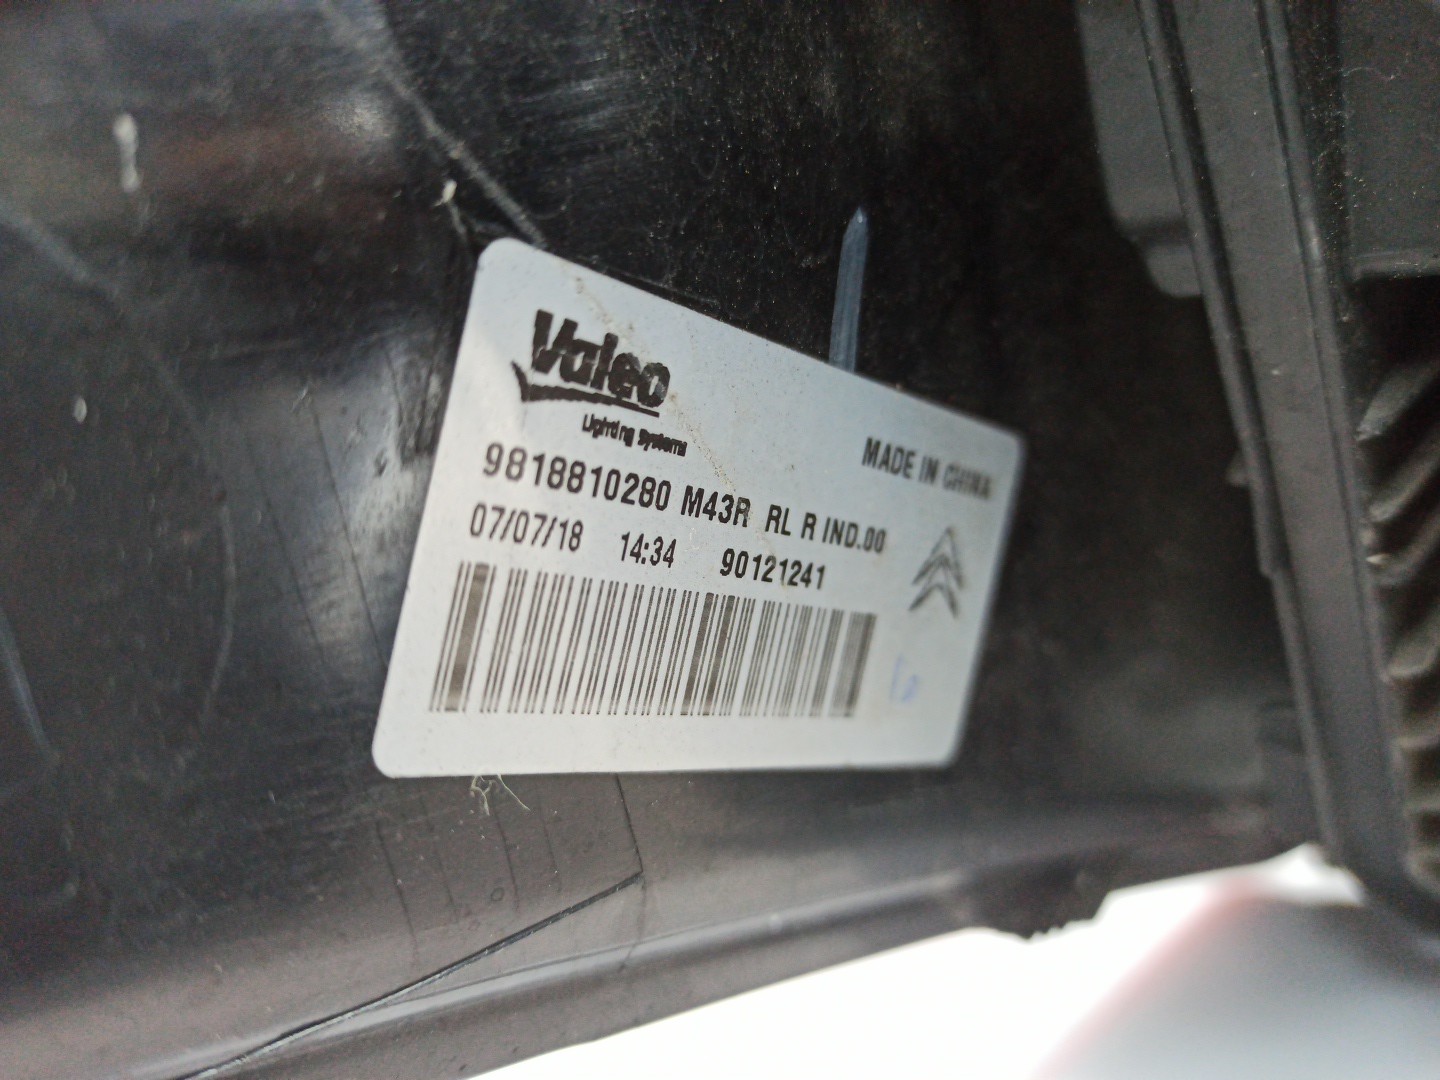 Valeo
Lighting Systems
MADE IN CHINA
9818810280 M43R RL R IND.00
07/07/18 14:34 90121241